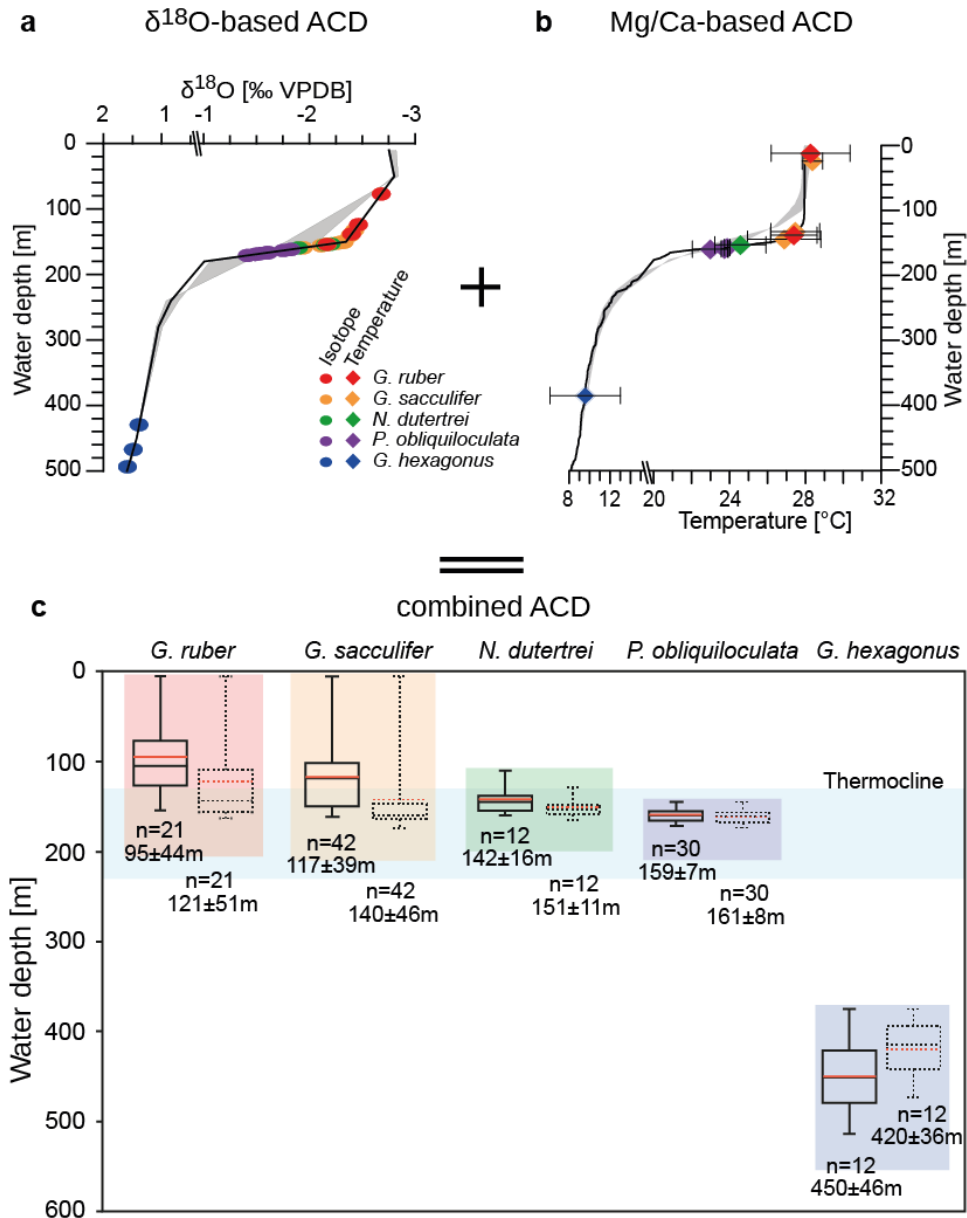 a δ¹⁸O-based ACD
δ¹⁸O [‰ VPDB]
2 1 -1 -2 -3
0
100
200
300
400
500
Water depth [m]
Isotope
Temperature
G. ruber
G. sacculifer
N. dutertrei
P. obliquiloculata
G. hexagonus
+
b Mg/Ca-based ACD
0
100
200
300
400
500
Water depth [m]
8 12 20 24 28 32
Temperature [°C]
=
c combined ACD
G. ruber G. sacculifer N. dutertrei P. obliquiloculata G. hexagonus
0
100
200
300
400
500
600
Water depth [m]
Thermocline
n=21
95±44m
n=21
121±51m
n=42
117±39m
n=42
140±46m
n=12
142±16m
n=12
151±11m
n=30
159±7m
n=30
161±8m
n=12
450±46m
n=12
420±36m